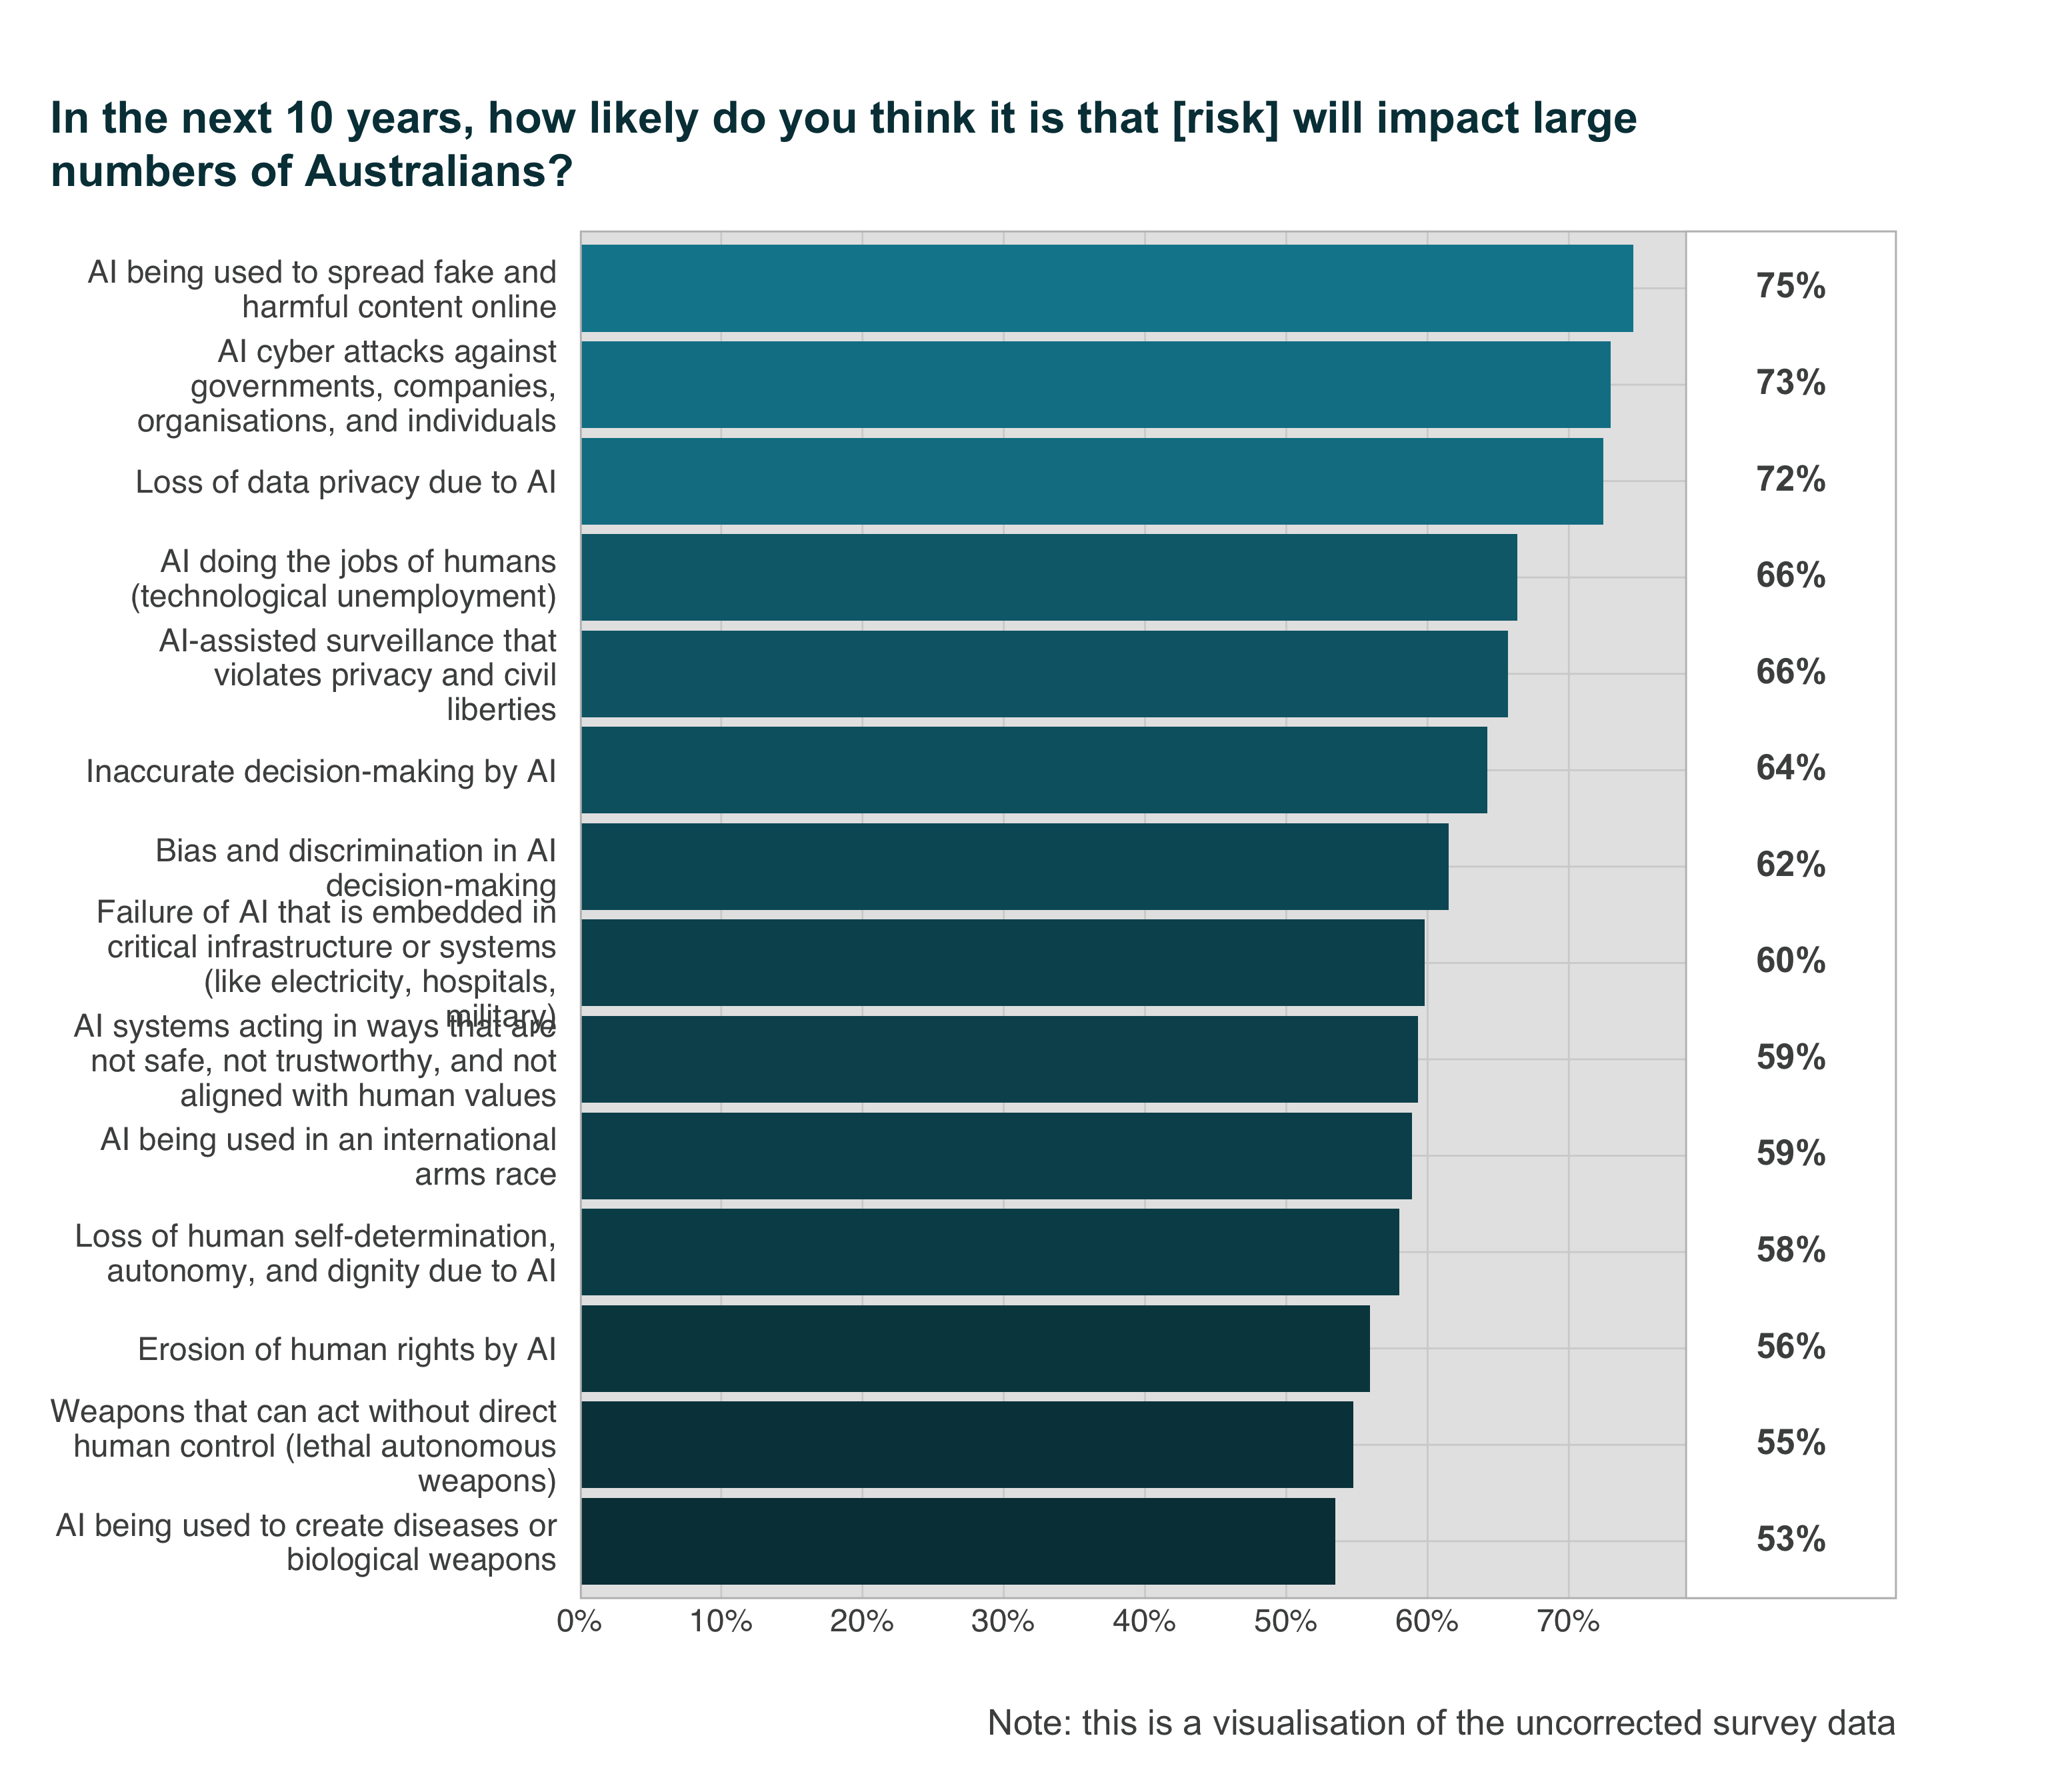 In the next 10 years, how likely do you think it is that [risk] will impact large
numbers of Australians?
AI being used to spread fake and
harmful content online
75%
AI cyber attacks against
governments, companies,
organisations, and individuals
73%
Loss of data privacy due to AI
72%
AI doing the jobs of humans
(technological unemployment)
66%
AI-assisted surveillance that
violates privacy and civil
liberties
66%
Inaccurate decision-making by AI
64%
Bias and discrimination in AI
decision-making
62%
Failure of AI that is embedded in
critical infrastructure or systems
(like electricity, hospitals,
military)
60%
AI systems acting in ways that are
not safe, not trustworthy, and not
aligned with human values
59%
AI being used in an international
arms race
59%
Loss of human self-determination,
autonomy, and dignity due to AI
58%
Erosion of human rights by AI
56%
Weapons that can act without direct
human control (lethal autonomous
weapons)
55%
AI being used to create diseases or
biological weapons
53%
0% 10% 20% 30% 40% 50% 60% 70%
Note: this is a visualisation of the uncorrected survey data